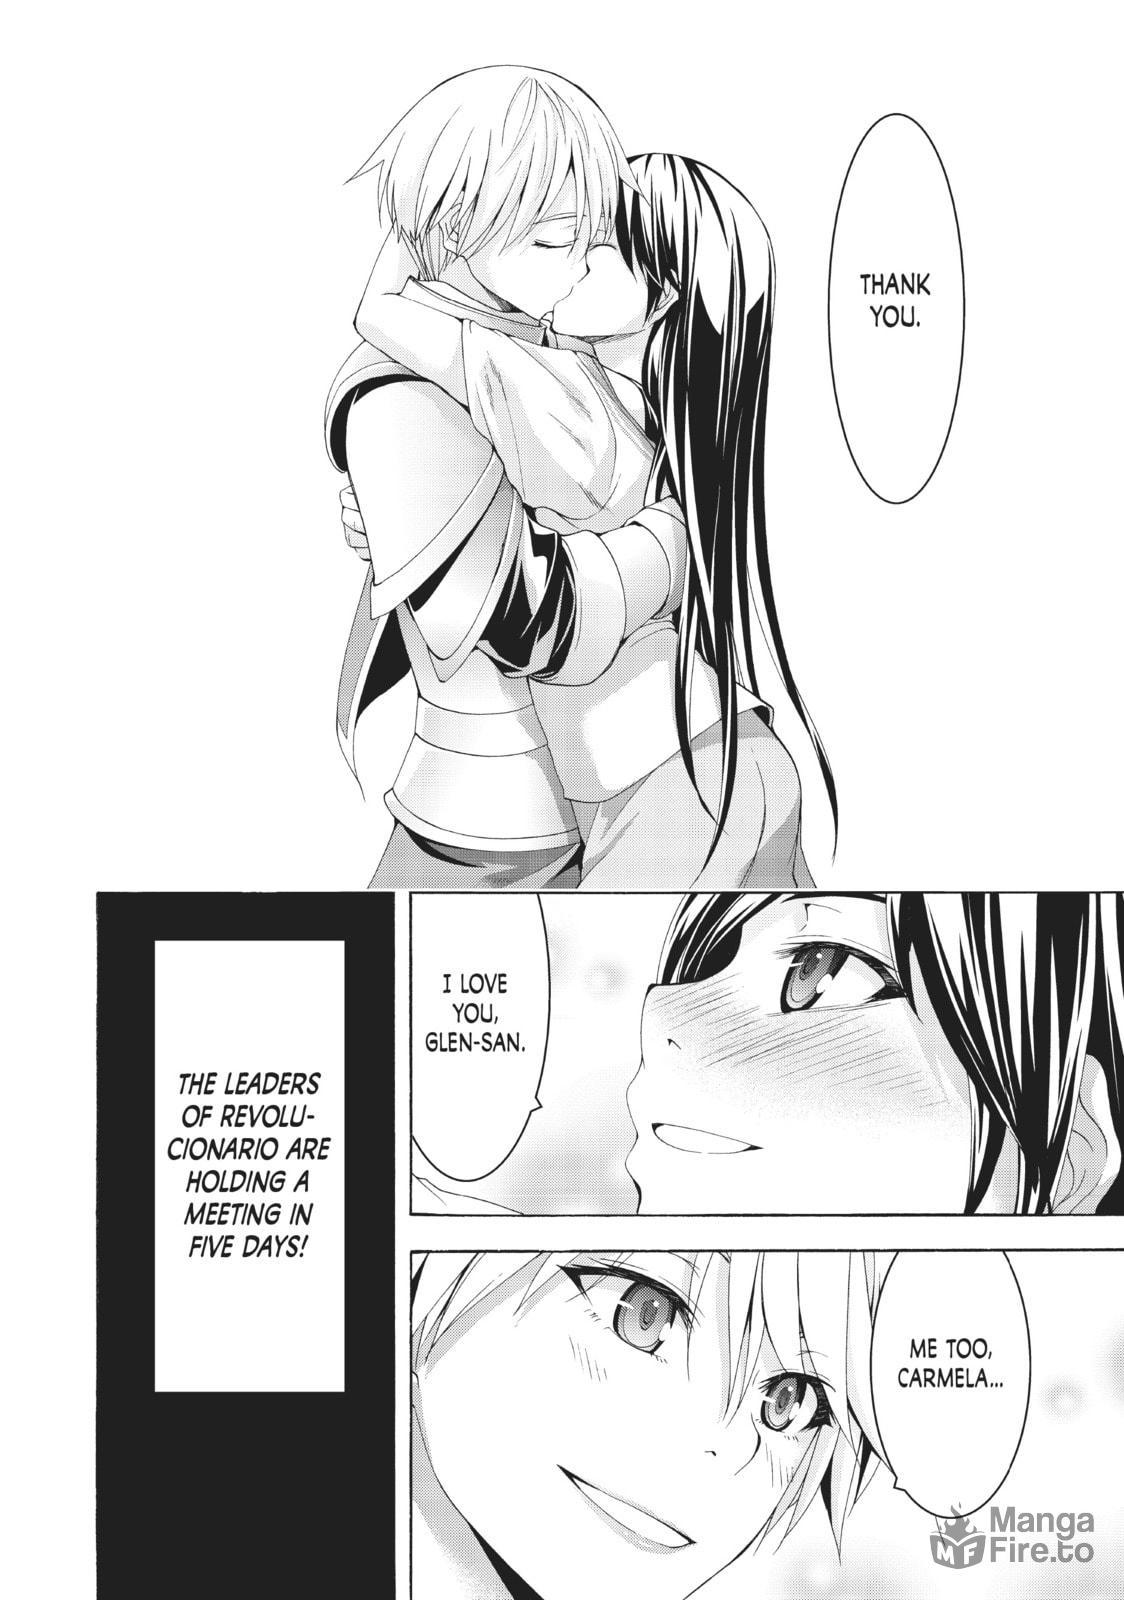 THANK
YOU.
I LOVE
YOU,
GLEN-SAN.
ME TOO,
CARMELA...
THE LEADERS
OF REVOLU-
CIONARIO ARE
HOLDING A
MEETING IN
FIVE DAYS!
MF
Manga
Fire.to